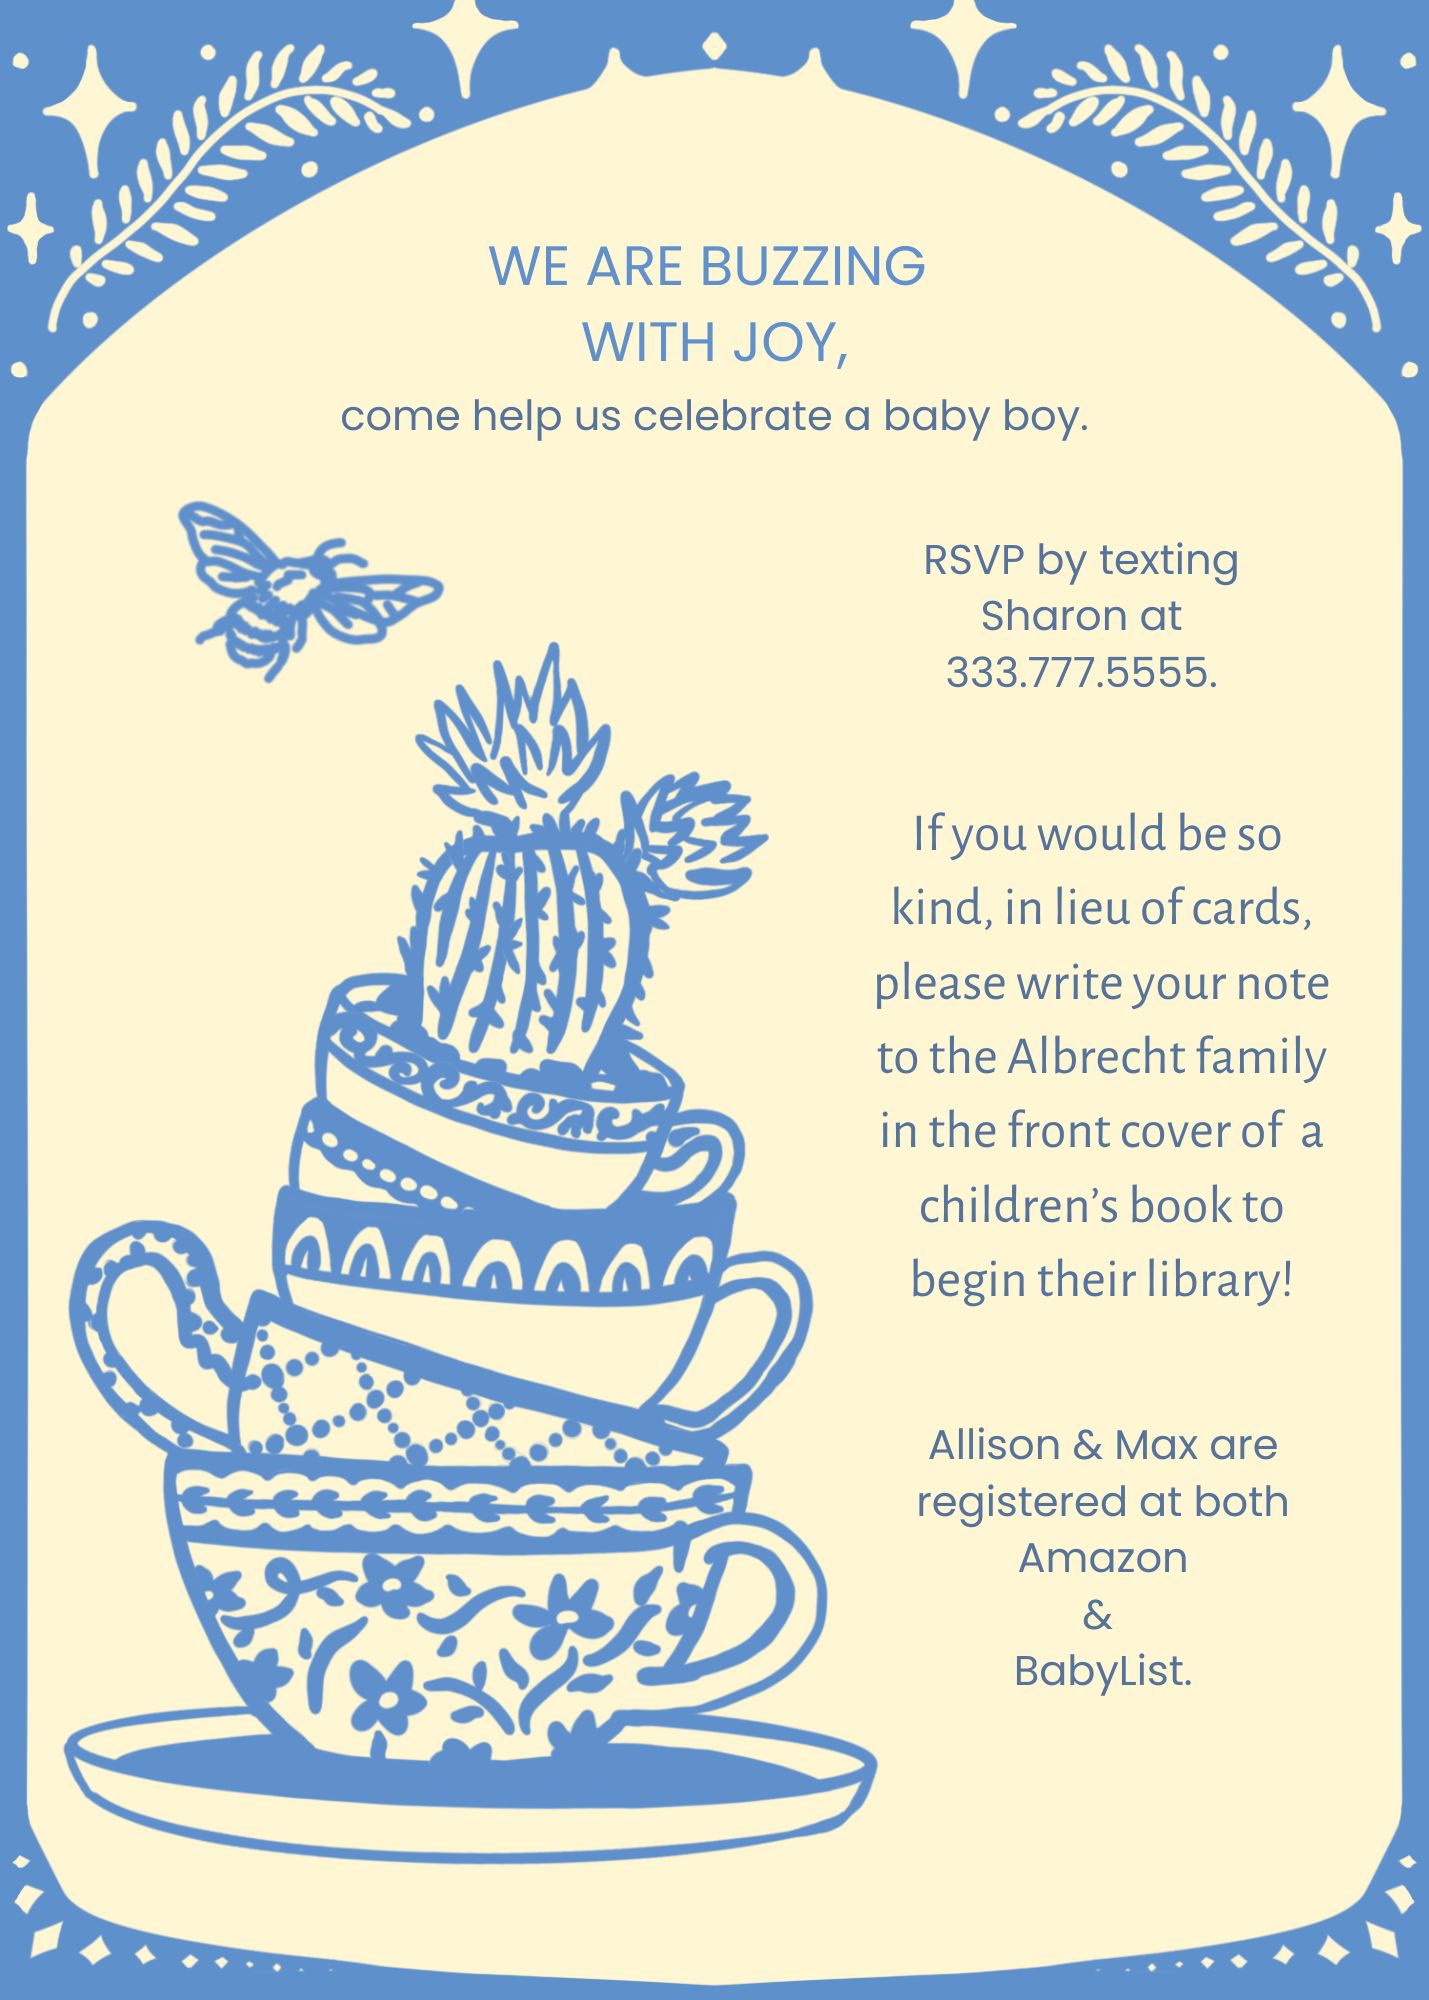 WE ARE BUZZING
WITH JOY,
come help us celebrate a baby boy.
RSVP by texting
Sharon at
333.777.5555.
If you would be so
kind, in lieu of cards,
please write your note
to the Albrecht family
in the front cover of a
children’s book to
begin their library!
Allison & Max are
registered at both
Amazon
&
BabyList.